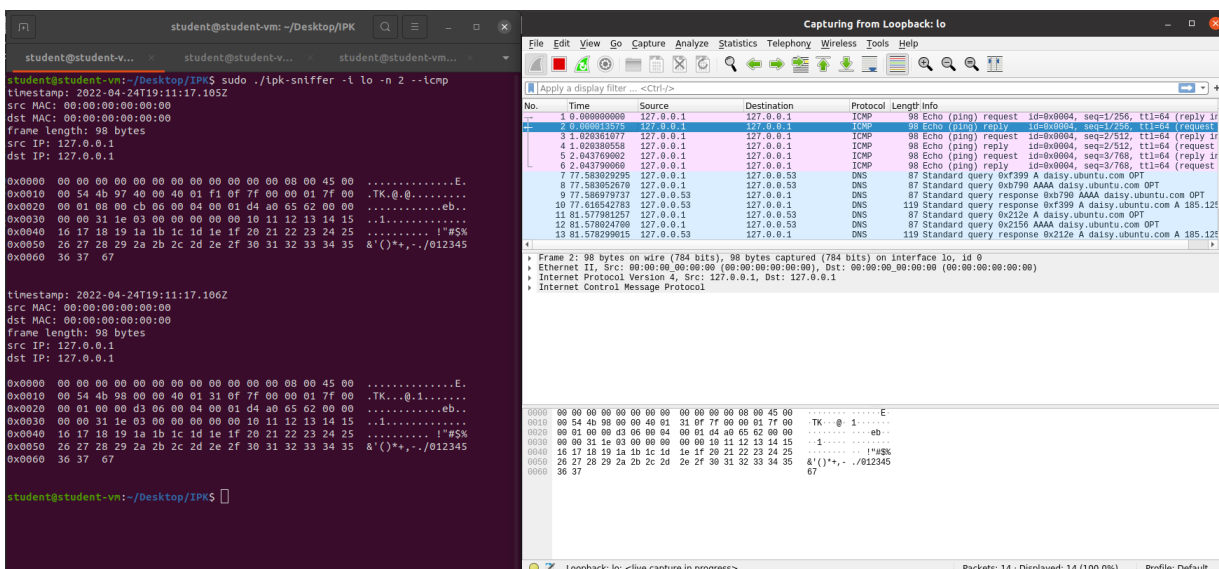 student@student-vm: ~/Desktop/IPK
student@student-v...
student@student-v...
student@student-vm...
student@student-vm:~/Desktop/IPK$ sudo ./ipk-sniffer -i lo -n 2 --icmp
timestamp: 2022-04-24T19:11:17.105Z
src MAC: 00:00:00:00:00:00
dst MAC: 00:00:00:00:00:00
frame length: 98 bytes
src IP: 127.0.0.1
dst IP: 127.0.0.1
0x0000 00 00 00 00 00 00 00 00 00 00 00 00 08 00 45 00 ..............E.
0x0010 00 54 4b 97 40 00 40 01 f1 0f 7f 00 00 01 7f 00 .TK.@.@.........
0x0020 00 01 08 00 cb 06 00 04 00 01 d4 a0 65 62 00 00 ............eb..
0x0030 00 00 31 1e 03 00 00 00 00 00 10 11 12 13 14 15 ..1.............
0x0040 16 17 18 19 1a 1b 1c 1d 1e 1f 20 21 22 23 24 25 .......... !"#$%
0x0050 26 27 28 29 2a 2b 2c 2d 2e 2f 30 31 32 33 34 35 &'()*+,-./012345
0x0060 36 37 67
timestamp: 2022-04-24T19:11:17.106Z
src MAC: 00:00:00:00:00:00
dst MAC: 00:00:00:00:00:00
frame length: 98 bytes
src IP: 127.0.0.1
dst IP: 127.0.0.1
0x0000 00 00 00 00 00 00 00 00 00 00 00 00 08 00 45 00 ..............E.
0x0010 00 54 4b 98 00 00 40 01 31 0f 7f 00 00 01 7f 00 .TK...@.1.......
0x0020 00 01 00 00 d3 06 00 04 00 01 d4 a0 65 62 00 00 ............eb..
0x0030 00 00 31 1e 03 00 00 00 00 00 10 11 12 13 14 15 ..1.............
0x0040 16 17 18 19 1a 1b 1c 1d 1e 1f 20 21 22 23 24 25 .......... !"#$%
0x0050 26 27 28 29 2a 2b 2c 2d 2e 2f 30 31 32 33 34 35 &'()*+,-./012345
0x0060 36 37 67
student@student-vm:~/Desktop/IPK$
Capturing from Loopback: lo
File Edit View Go Capture Analyze Statistics Telephony Wireless Tools Help
Apply a display filter ... <Ctrl-/>
No. Time Source Destination Protocol Length Info
1 0.000000000 127.0.0.1 127.0.0.1 ICMP 98 Echo (ping) request id=0x0004, seq=1/256, ttl=64 (reply in
2 0.000013575 127.0.0.1 127.0.0.1 ICMP 98 Echo (ping) reply id=0x0004, seq=1/256, ttl=64 (request
3 1.020361077 127.0.0.1 127.0.0.1 ICMP 98 Echo (ping) request id=0x0004, seq=2/512, ttl=64 (reply in
4 1.020380558 127.0.0.1 127.0.0.1 ICMP 98 Echo (ping) reply id=0x0004, seq=2/512, ttl=64 (request
5 2.043769002 127.0.0.1 127.0.0.1 ICMP 98 Echo (ping) request id=0x0004, seq=3/768, ttl=64 (reply in
6 2.043790060 127.0.0.1 127.0.0.1 ICMP 98 Echo (ping) reply id=0x0004, seq=3/768, ttl=64 (request
7 77.583029295 127.0.0.1 127.0.0.53 DNS 87 Standard query 0xf399 A daisy.ubuntu.com OPT
8 77.583052670 127.0.0.1 127.0.0.53 DNS 87 Standard query 0xb790 AAAA daisy.ubuntu.com OPT
9 77.586979737 127.0.0.53 127.0.0.1 DNS 87 Standard query response 0xb790 AAAA daisy.ubuntu.com OPT
10 77.616542783 127.0.0.53 127.0.0.1 DNS 119 Standard query response 0xf399 A daisy.ubuntu.com A 185.125
11 81.577981257 127.0.0.1 127.0.0.53 DNS 87 Standard query 0x212e A daisy.ubuntu.com OPT
12 81.578024700 127.0.0.1 127.0.0.53 DNS 87 Standard query 0x2156 AAAA daisy.ubuntu.com OPT
13 81.578299015 127.0.0.53 127.0.0.1 DNS 119 Standard query response 0x212e A daisy.ubuntu.com A 185.125
Frame 2: 98 bytes on wire (784 bits), 98 bytes captured (784 bits) on interface lo, id 0
Ethernet II, Src: 00:00:00_00:00:00 (00:00:00:00:00:00), Dst: 00:00:00_00:00:00 (00:00:00:00:00:00)
Internet Protocol Version 4, Src: 127.0.0.1, Dst: 127.0.0.1
Internet Control Message Protocol
0000 00 00 00 00 00 00 00 00 00 00 00 00 08 00 45 00 ········ ······E·
0010 00 54 4b 98 00 00 40 01 31 0f 7f 00 00 01 7f 00 ·TK···@· 1·······
0020 00 01 00 00 d3 06 00 04 00 01 d4 a0 65 62 00 00 ········ ····eb··
0030 00 00 31 1e 03 00 00 00 00 00 10 11 12 13 14 15 ··1····· ········
0040 16 17 18 19 1a 1b 1c 1d 1e 1f 20 21 22 23 24 25 ········ ·· !"#$%
0050 26 27 28 29 2a 2b 2c 2d 2e 2f 30 31 32 33 34 35 &'()*+,- ./012345
0060 36 37 67
Loopback: lo: <live capture in progress> Packets: 14 · Displayed: 14 (100.0%) Profile: Default